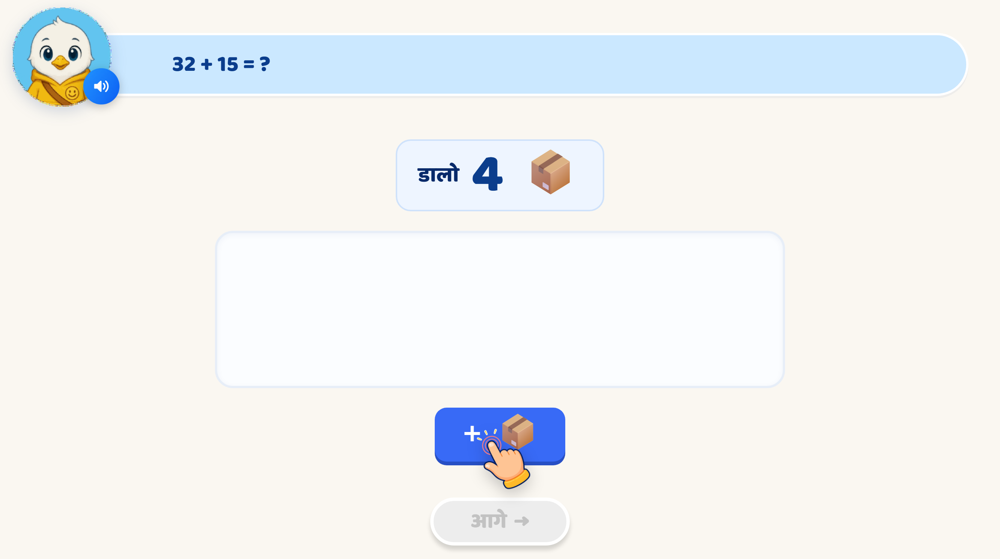 32 + 15 = ?
डालो 4
+
आगे →